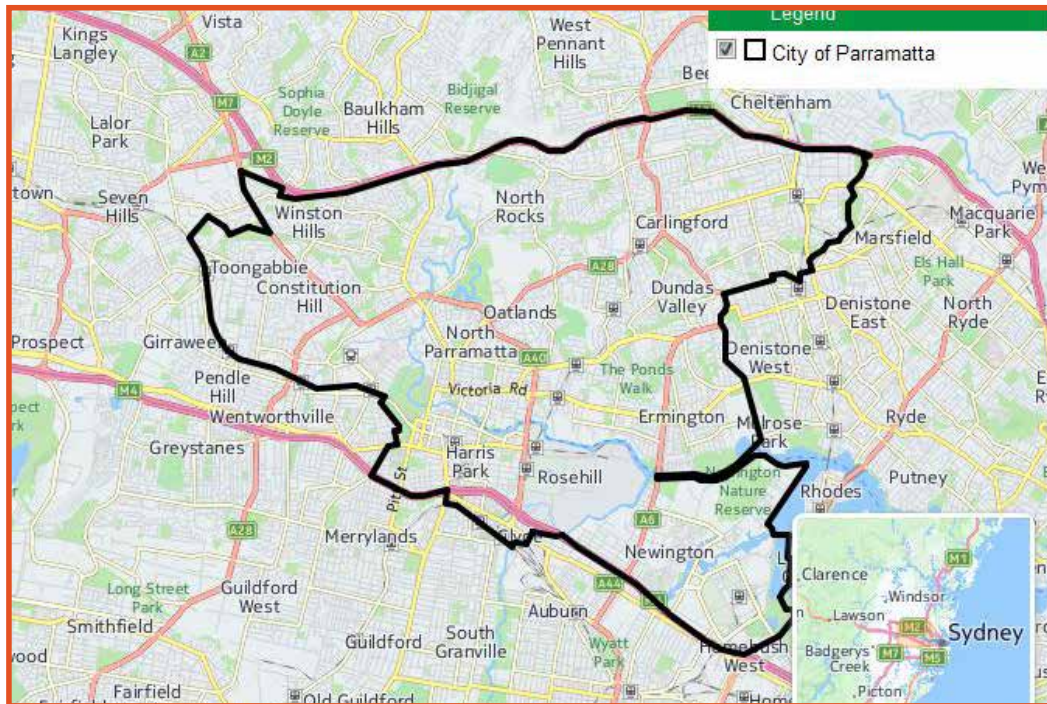 Legend
City of Parramatta
Vista
Kings
Langley
A2
West
Pennant
Hills
M7
Sophia
Doyle
Reserve
Bidjigal
Reserve
Baulkham
Hills
Cheltenham
Lalor
Park
M2
Seven
Hills
Winston
Hills
North
Rocks
Carlingford
Macquarie
Park
Marsfield
Toongabbie
Constitution
Hill
A28
Dundas
Valley
Els Hall
Park
Oatlands
Denistone
East
North
Ryde
Prospect
North
Parramatta
A40
Denistone
West
Pendle
Hill
M4
The Ponds
Walk
Victoria Rd
Wentworthville
Ermington
Ryde
Melrose
Park
Greystanes
Harris
Park
Rosehill
Nature
Reserve
Putney
Rhodes
A28
A6
Merrylands
Newington
A44
Long Street
Park
Guildford
West
Auburn
Smithfield
Guildford
South
Granville
Wyatt
Park
Homebush
West
Fairfield
Old Guildford
Clarence
M1
Windsor
Lawson
M2
Sydney
Badgerys
Creek
M7
M5
Picton